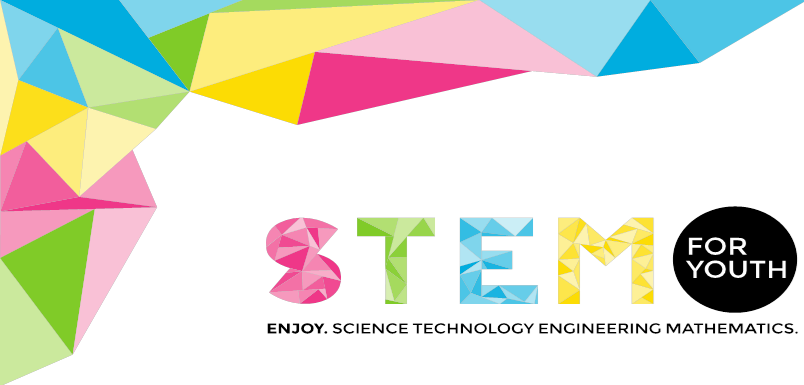 STEM
FOR
YOUTH
ENJOY. SCIENCE TECHNOLOGY ENGINEERING MATHEMATICS.